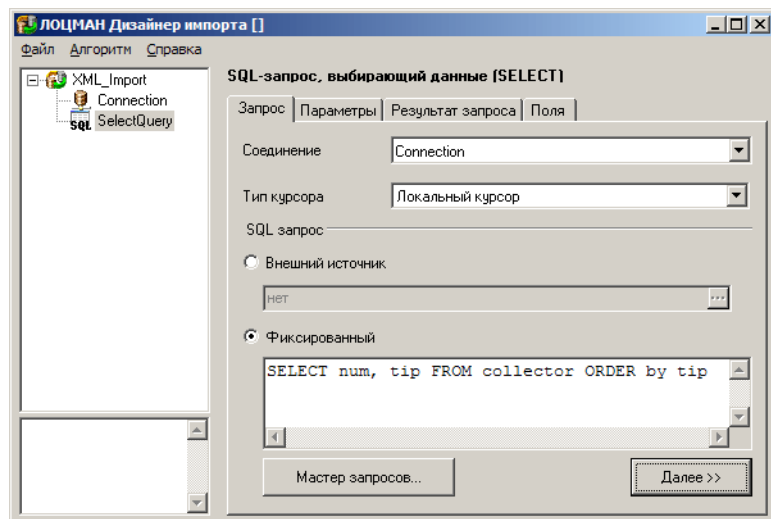 ЛОЦМАН Дизайнер импорта []
Файл Алгоритм Справка
XML_Import
Connection
SQL SelectQuery
SQL-запрос, выбирающий данные (SELECT)
Запрос Параметры Результат запроса Поля
Соединение Connection
Тип курсора Локальный курсор
SQL запрос
Внешний источник
нет ...
Фиксированный
SELECT num, tip FROM collector ORDER by tip
Мастер запросов... Далее >>